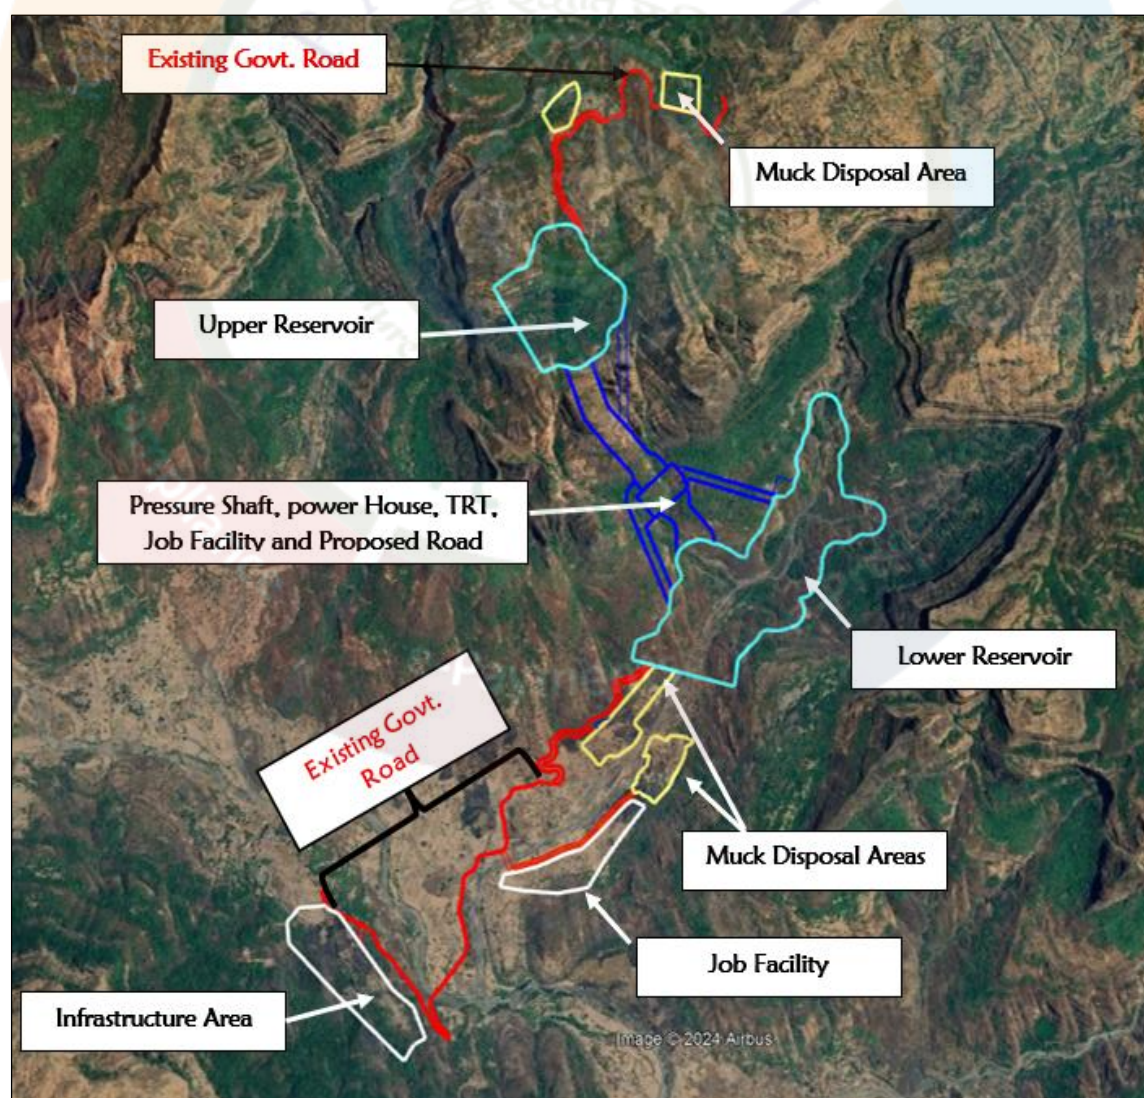 Existing Govt. Road
Muck Disposal Area
Upper Reservoir
Pressure Shaft, power House, TRT,
Job Facility and Proposed Road
Lower Reservoir
Existing Govt.
Road
Muck Disposal Areas
Job Facility
Infrastructure Area
Image © 2024 Airbus